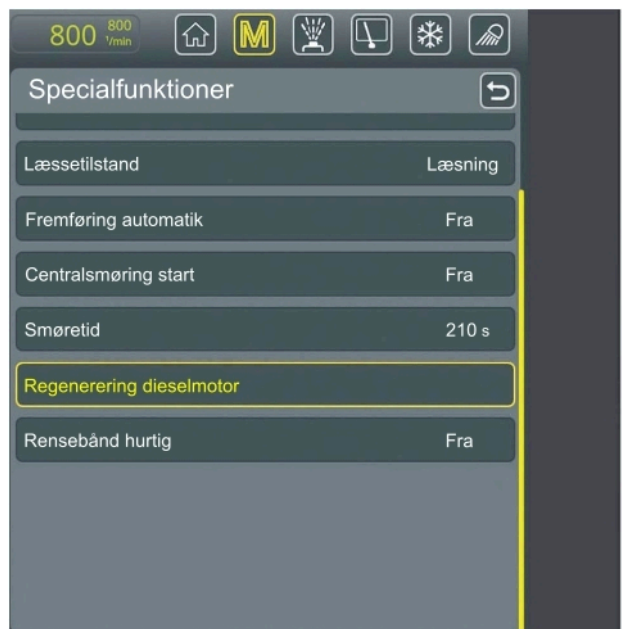 800 800 1/min M
Specialfunktioner
Læssetilstand Læsning
Fremføring automatik Fra
Centralsmøring start Fra
Smøretid 210 s
Regenerering dieselmotor
Rensebånd hurtig Fra